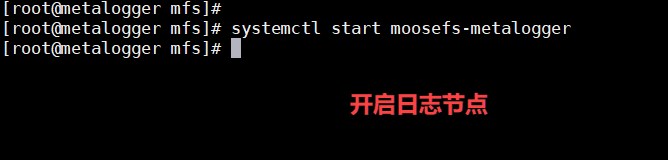 [root@metalogger mfs]#
[root@metalogger mfs]# systemctl start moosefs-metalogger
[root@metalogger mfs]#
开启日志节点